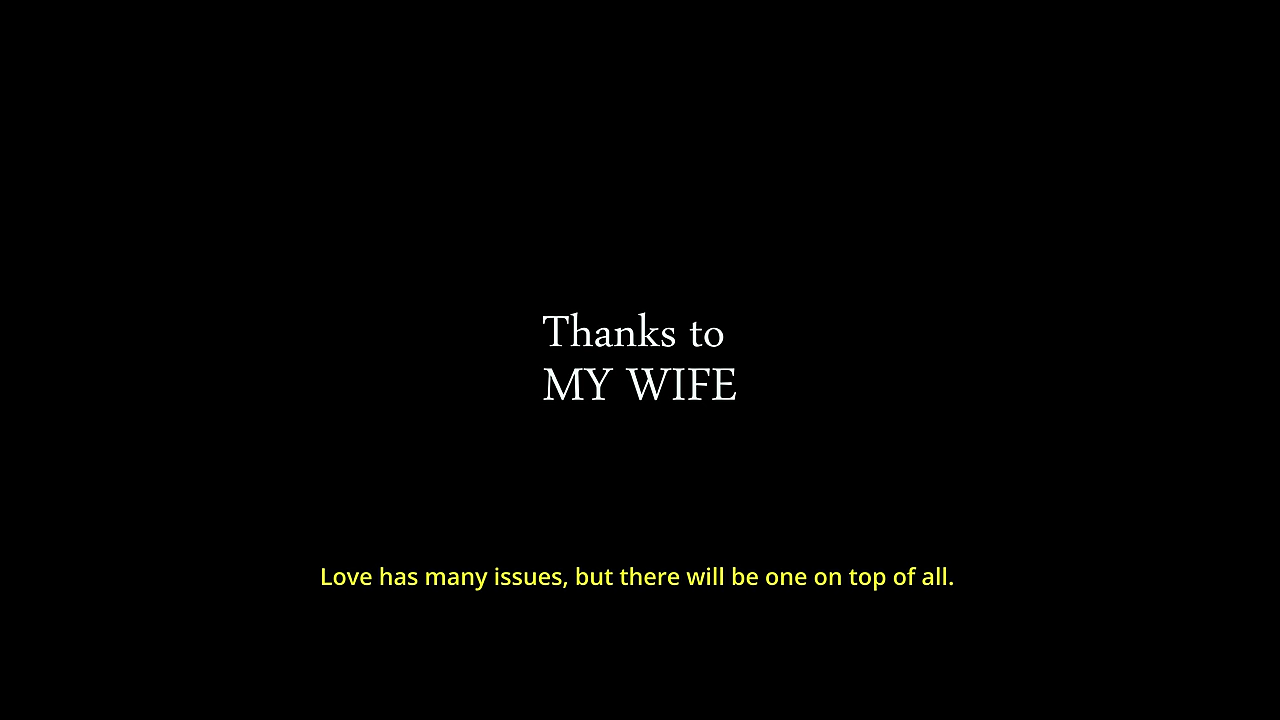 Thanks to
MY WIFE
Love has many issues, but there will be one on top of all.